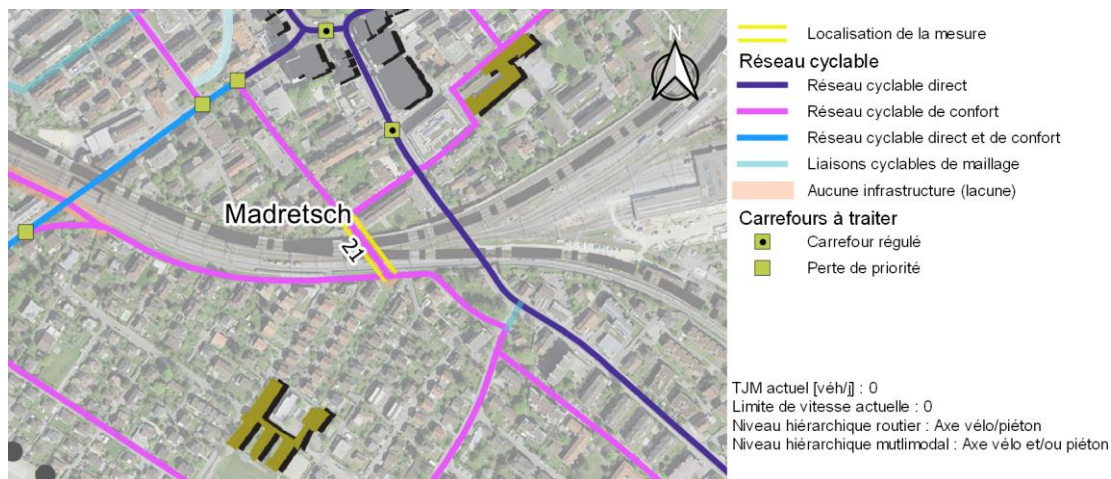 Madretsch
21
N
Localisation de la mesure
Réseau cyclable
Réseau cyclable direct
Réseau cyclable de confort
Réseau cyclable direct et de confort
Liaisons cyclables de maillage
Aucune infrastructure (lacune)
Carrefours à traiter
Carrefour régulé
Perte de priorité
TJM actuel [véh/j] : 0
Limite de vitesse actuelle : 0
Niveau hiérarchique routier : Axe vélo/piéton
Niveau hiérarchique mutlimodal : Axe vélo et/ou piéton